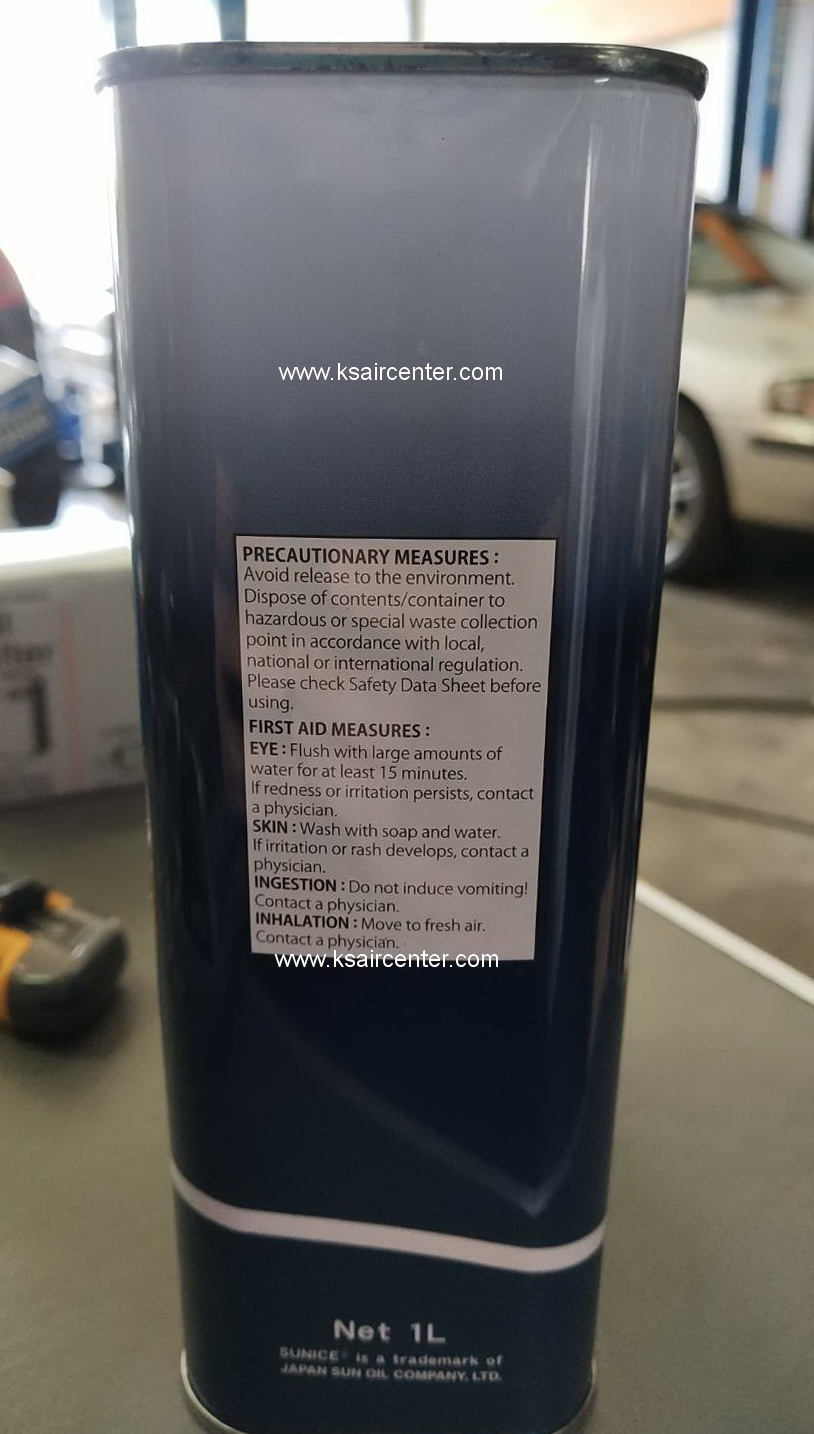 www.ksaircenter.com
PRECAUTIONARY MEASURES :
Avoid release to the environment.
Dispose of contents/container to
hazardous or special waste collection
point in accordance with local,
national or international regulation.
Please check Safety Data Sheet before
using.
FIRST AID MEASURES :
EYE : Flush with large amounts of
water for at least 15 minutes.
If redness or irritation persists, contact
a physician.
SKIN : Wash with soap and water.
If irritation or rash develops, contact a
physician.
INGESTION : Do not induce vomiting!
Contact a physician.
INHALATION : Move to fresh air.
Contact a physician.
www.ksaircenter.com
Net 1L
SUNICE® is a trademark of
JAPAN SUN OIL COMPANY, LTD.